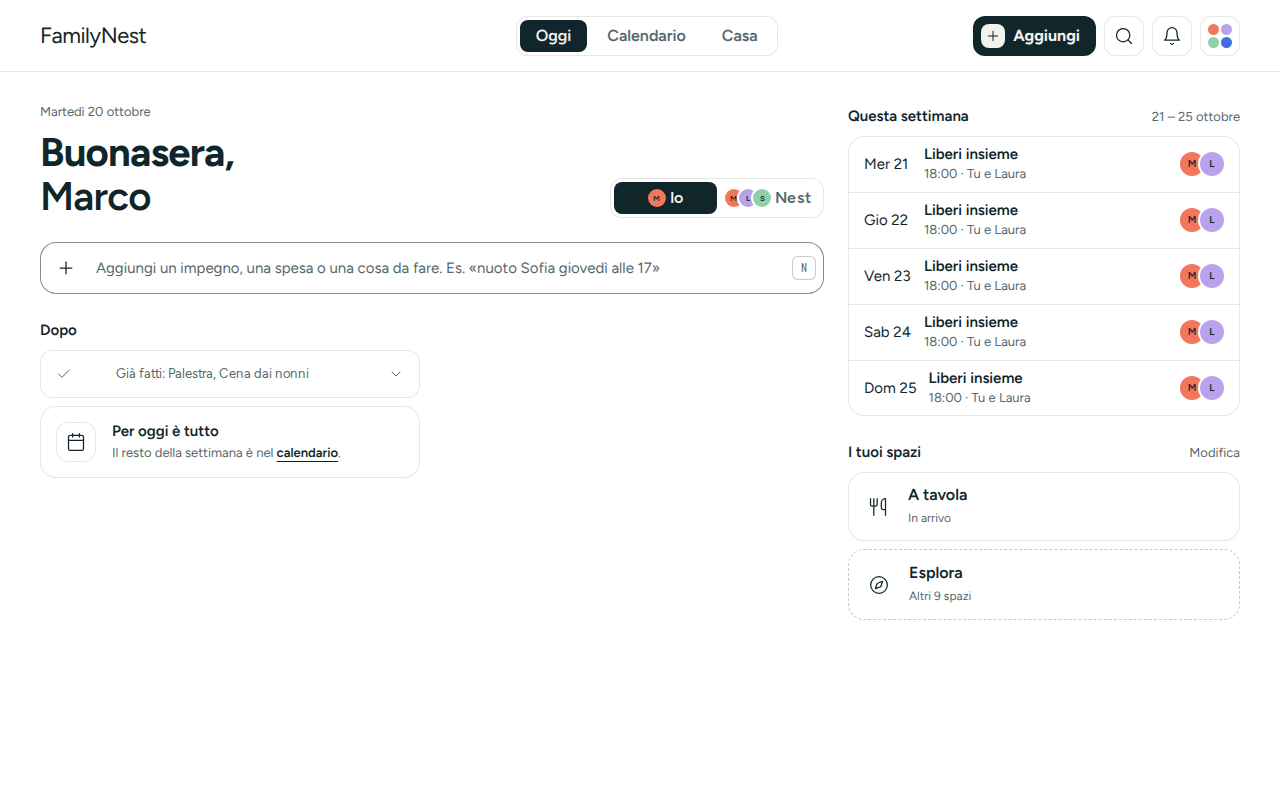 FamilyNest
Oggi
Calendario
Casa
Aggiungi
Martedì 20 ottobre
Buonasera,
Marco
M Io
M L S Nest
Aggiungi un impegno, una spesa o una cosa da fare. Es. «nuoto Sofia giovedì alle 17»
N
Dopo
Già fatti: Palestra, Cena dai nonni
Per oggi è tutto
Il resto della settimana è nel calendario.
Questa settimana
21 – 25 ottobre
Mer 21
Liberi insieme
18:00 · Tu e Laura
M L
Gio 22
Liberi insieme
18:00 · Tu e Laura
M L
Ven 23
Liberi insieme
18:00 · Tu e Laura
M L
Sab 24
Liberi insieme
18:00 · Tu e Laura
M L
Dom 25
Liberi insieme
18:00 · Tu e Laura
M L
I tuoi spazi
Modifica
A tavola
In arrivo
Esplora
Altri 9 spazi